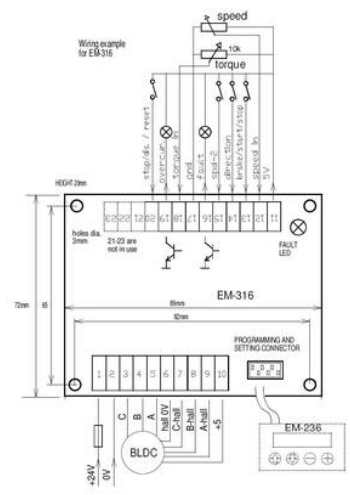 speed
Wiring example
for EM-316
10k
torque
stop/dis. / reset
overcur.
torque in
gnd
fault
spd-2
direction
brake/start/stop
speed in
5V
HEIGHT 20mm
23 22 21 20 19 18 17 16 15 14 13 12 11
holes dia.
3mm
21-23 are
not in use
FAULT
LED
EM-316
72mm
65
89mm
82mm
PROGRAMMING AND
SETTING CONNECTOR
1 2 3 4 5 6 7 8 9 10
EM-236
+24V
0V
C
B
A
hall 0V
C-hall
B-hall
A-hall
+5
BLDC